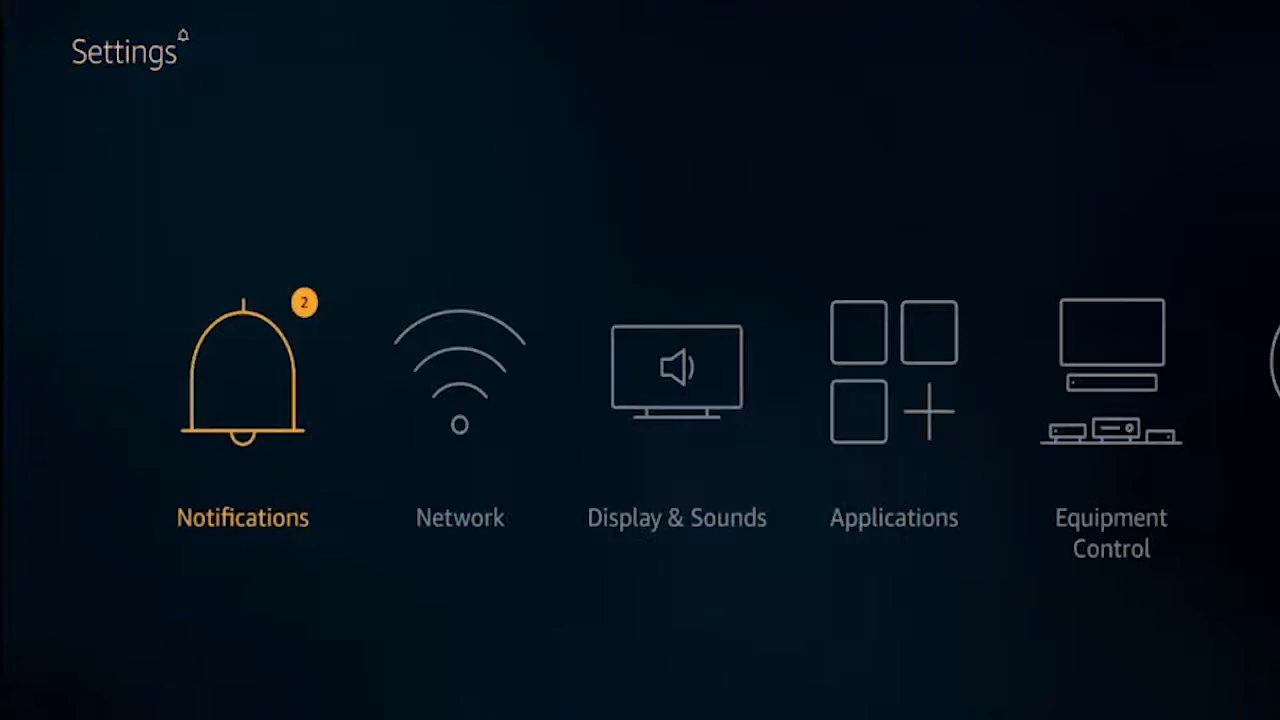 Settings
2
Notifications
Network
Display & Sounds
Applications
Equipment
Control